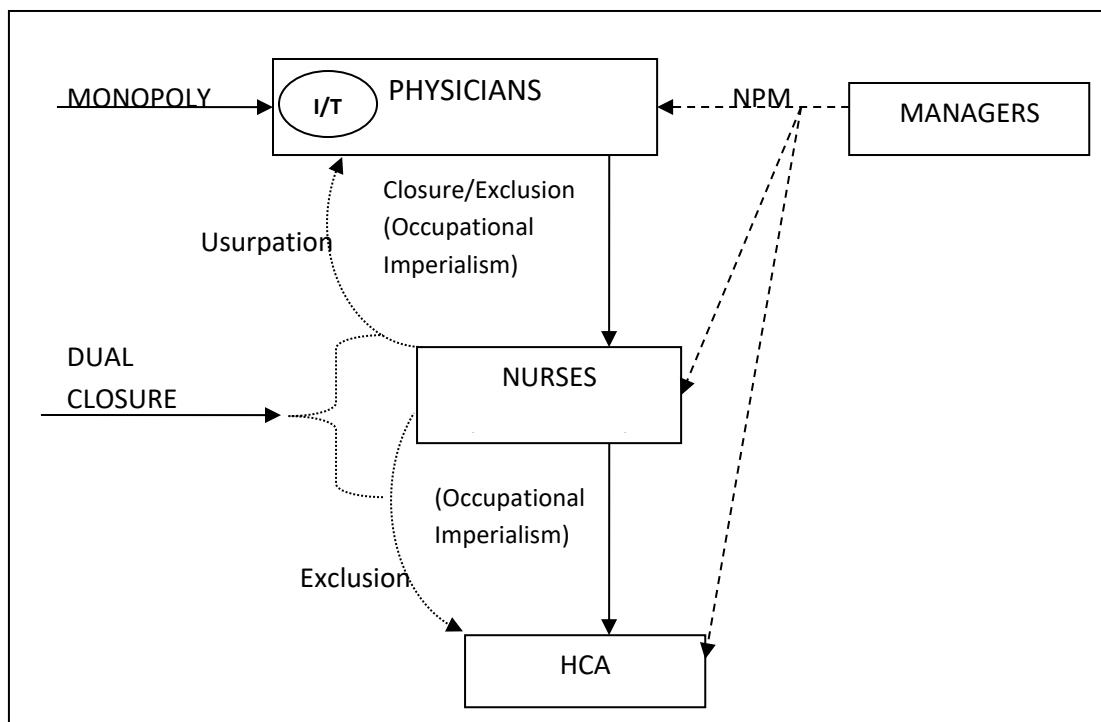 MONOPOLY
I/T
PHYSICIANS
NPM
MANAGERS
Closure/Exclusion
(Occupational
Imperialism)
Usurpation
DUAL
CLOSURE
NURSES
(Occupational
Imperialism)
Exclusion
HCA